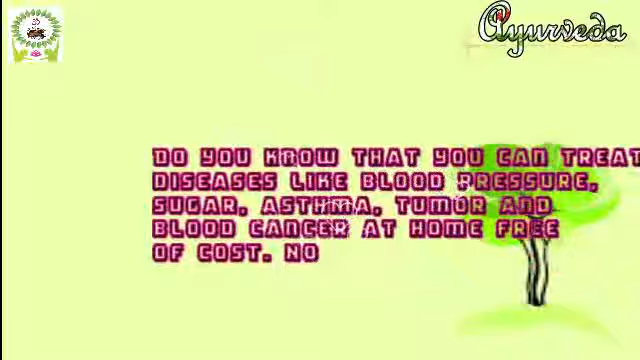 Ayurveda
DO YOU KNOW THAT YOU CAN TREAT
DISEASES LIKE BLOOD PRESSURE,
SUGAR, ASTHMA, TUMOR AND
BLOOD CANCER AT HOME FREE
OF COST. NO